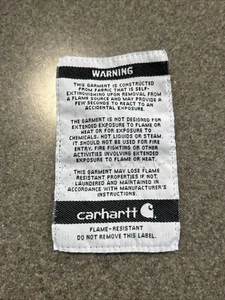 WARNING
THIS GARMENT IS CONSTRUCTED
FROM FABRIC THAT IS SELF-
EXTINGUISHING UPON REMOVAL FROM
A FLAME SOURCE AND MAY PROVIDE A
FEW SECONDS TO REACT TO AN
ACCIDENTAL EXPOSURE.
THE GARMENT IS NOT DESIGNED FOR
EXTENDED EXPOSURE TO FLAME OR
HEAT OR FOR EXPOSURE TO
CHEMICALS, HOT LIQUIDS OR STEAM.
IT SHOULD NOT BE USED FOR FIRE
ENTRY, FIRE FIGHTING OR OTHER
ACTIVITIES INVOLVING EXTENDED
EXPOSURE TO FLAME OR HEAT.
THIS GARMENT MAY LOSE FLAME
RESISTANT PROPERTIES IF NOT
LAUNDERED AND MAINTAINED IN
ACCORDANCE WITH MANUFACTURER'S
INSTRUCTIONS.
carhartt
FLAME-RESISTANT
DO NOT REMOVE THIS LABEL.